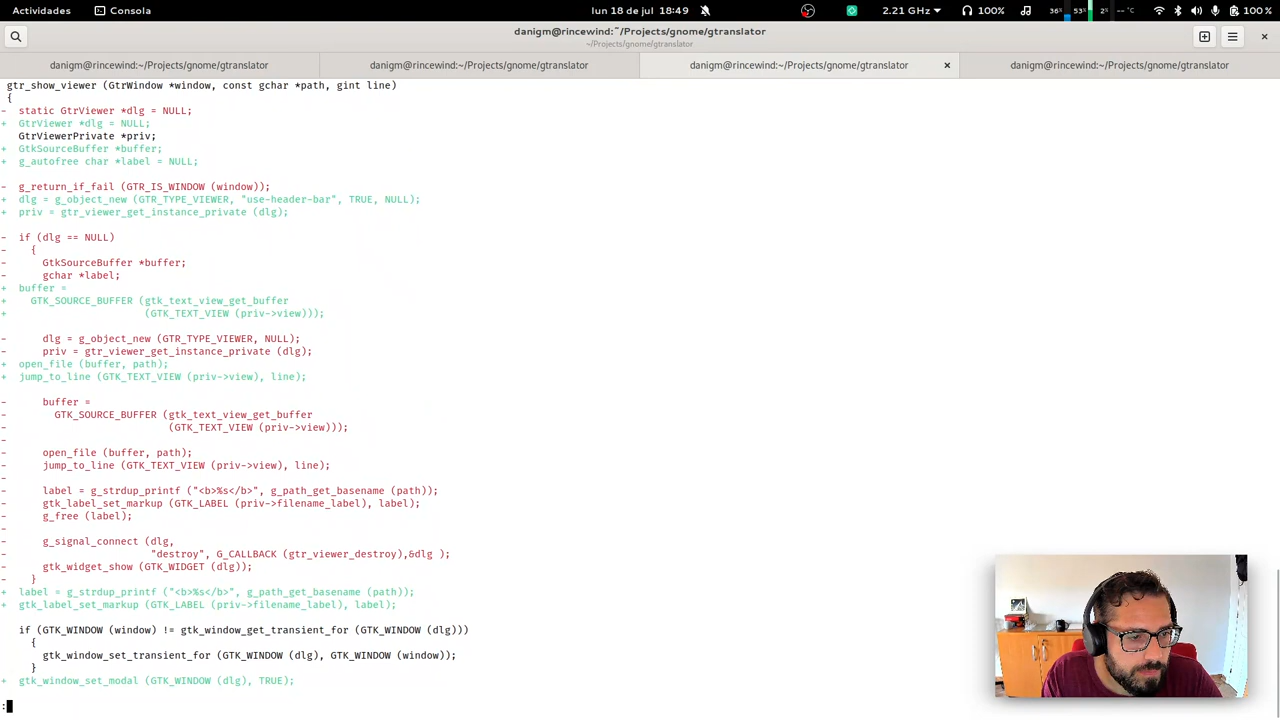 Actividades Consola lun 18 de jul 18:49 2.21 GHz 100% 36% 53% 2% --°C 100 %
danigm@rincewind:~/Projects/gnome/gtranslator
~/Projects/gnome/gtranslator
danigm@rincewind:~/Projects/gnome/gtranslator danigm@rincewind:~/Projects/gnome/gtranslator danigm@rincewind:~/Projects/gnome/gtranslator danigm@rincewind:~/Projects/gnome/gtranslator
 gtr_show_viewer (GtrWindow *window, const gchar *path, gint line)
 {
-  static GtrViewer *dlg = NULL;
+  GtrViewer *dlg = NULL;
   GtrViewerPrivate *priv;
+  GtkSourceBuffer *buffer;
+  g_autofree char *label = NULL;
-  g_return_if_fail (GTR_IS_WINDOW (window));
+  dlg = g_object_new (GTR_TYPE_VIEWER, "use-header-bar", TRUE, NULL);
+  priv = gtr_viewer_get_instance_private (dlg);
-  if (dlg == NULL)
-    {
-      GtkSourceBuffer *buffer;
-      gchar *label;
+  buffer =
+    GTK_SOURCE_BUFFER (gtk_text_view_get_buffer
+                       (GTK_TEXT_VIEW (priv->view)));
-      dlg = g_object_new (GTR_TYPE_VIEWER, NULL);
-      priv = gtr_viewer_get_instance_private (dlg);
+  open_file (buffer, path);
+  jump_to_line (GTK_TEXT_VIEW (priv->view), line);
-      buffer =
-        GTK_SOURCE_BUFFER (gtk_text_view_get_buffer
-                           (GTK_TEXT_VIEW (priv->view)));
-
-      open_file (buffer, path);
-      jump_to_line (GTK_TEXT_VIEW (priv->view), line);
-
-      label = g_strdup_printf ("<b>%s</b>", g_path_get_basename (path));
-      gtk_label_set_markup (GTK_LABEL (priv->filename_label), label);
-      g_free (label);
-
-      g_signal_connect (dlg,
-                        "destroy", G_CALLBACK (gtr_viewer_destroy),&dlg );
-      gtk_widget_show (GTK_WIDGET (dlg));
-    }
+  label = g_strdup_printf ("<b>%s</b>", g_path_get_basename (path));
+  gtk_label_set_markup (GTK_LABEL (priv->filename_label), label);
   if (GTK_WINDOW (window) != gtk_window_get_transient_for (GTK_WINDOW (dlg)))
     {
       gtk_window_set_transient_for (GTK_WINDOW (dlg), GTK_WINDOW (window));
     }
+  gtk_window_set_modal (GTK_WINDOW (dlg), TRUE);
: